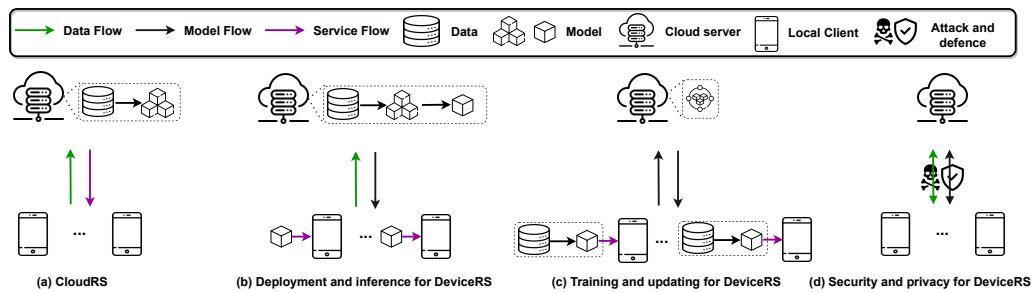 Data Flow Model Flow Service Flow Data Model Cloud server Local Client Attack and
defence
... ... ... ... ...
(a) CloudRS (b) Deployment and inference for DeviceRS (c) Training and updating for DeviceRS (d) Security and privacy for DeviceRS